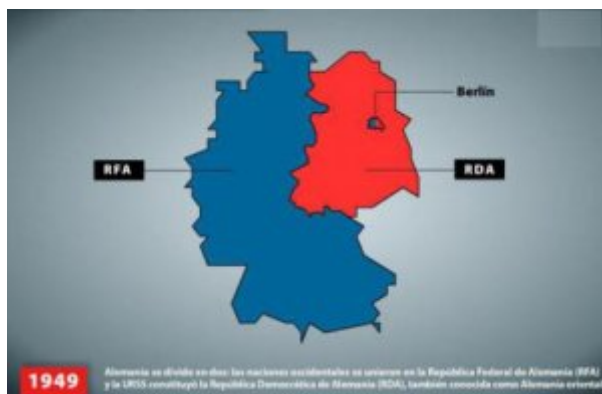 Berlín
RFA
RDA
1949
Alemania se divide en dos: las naciones occidentales se unieron en la República Federal de Alemania (RFA)
y la URSS constituyó la República Democrática de Alemania (RDA), también conocida como Alemania oriental